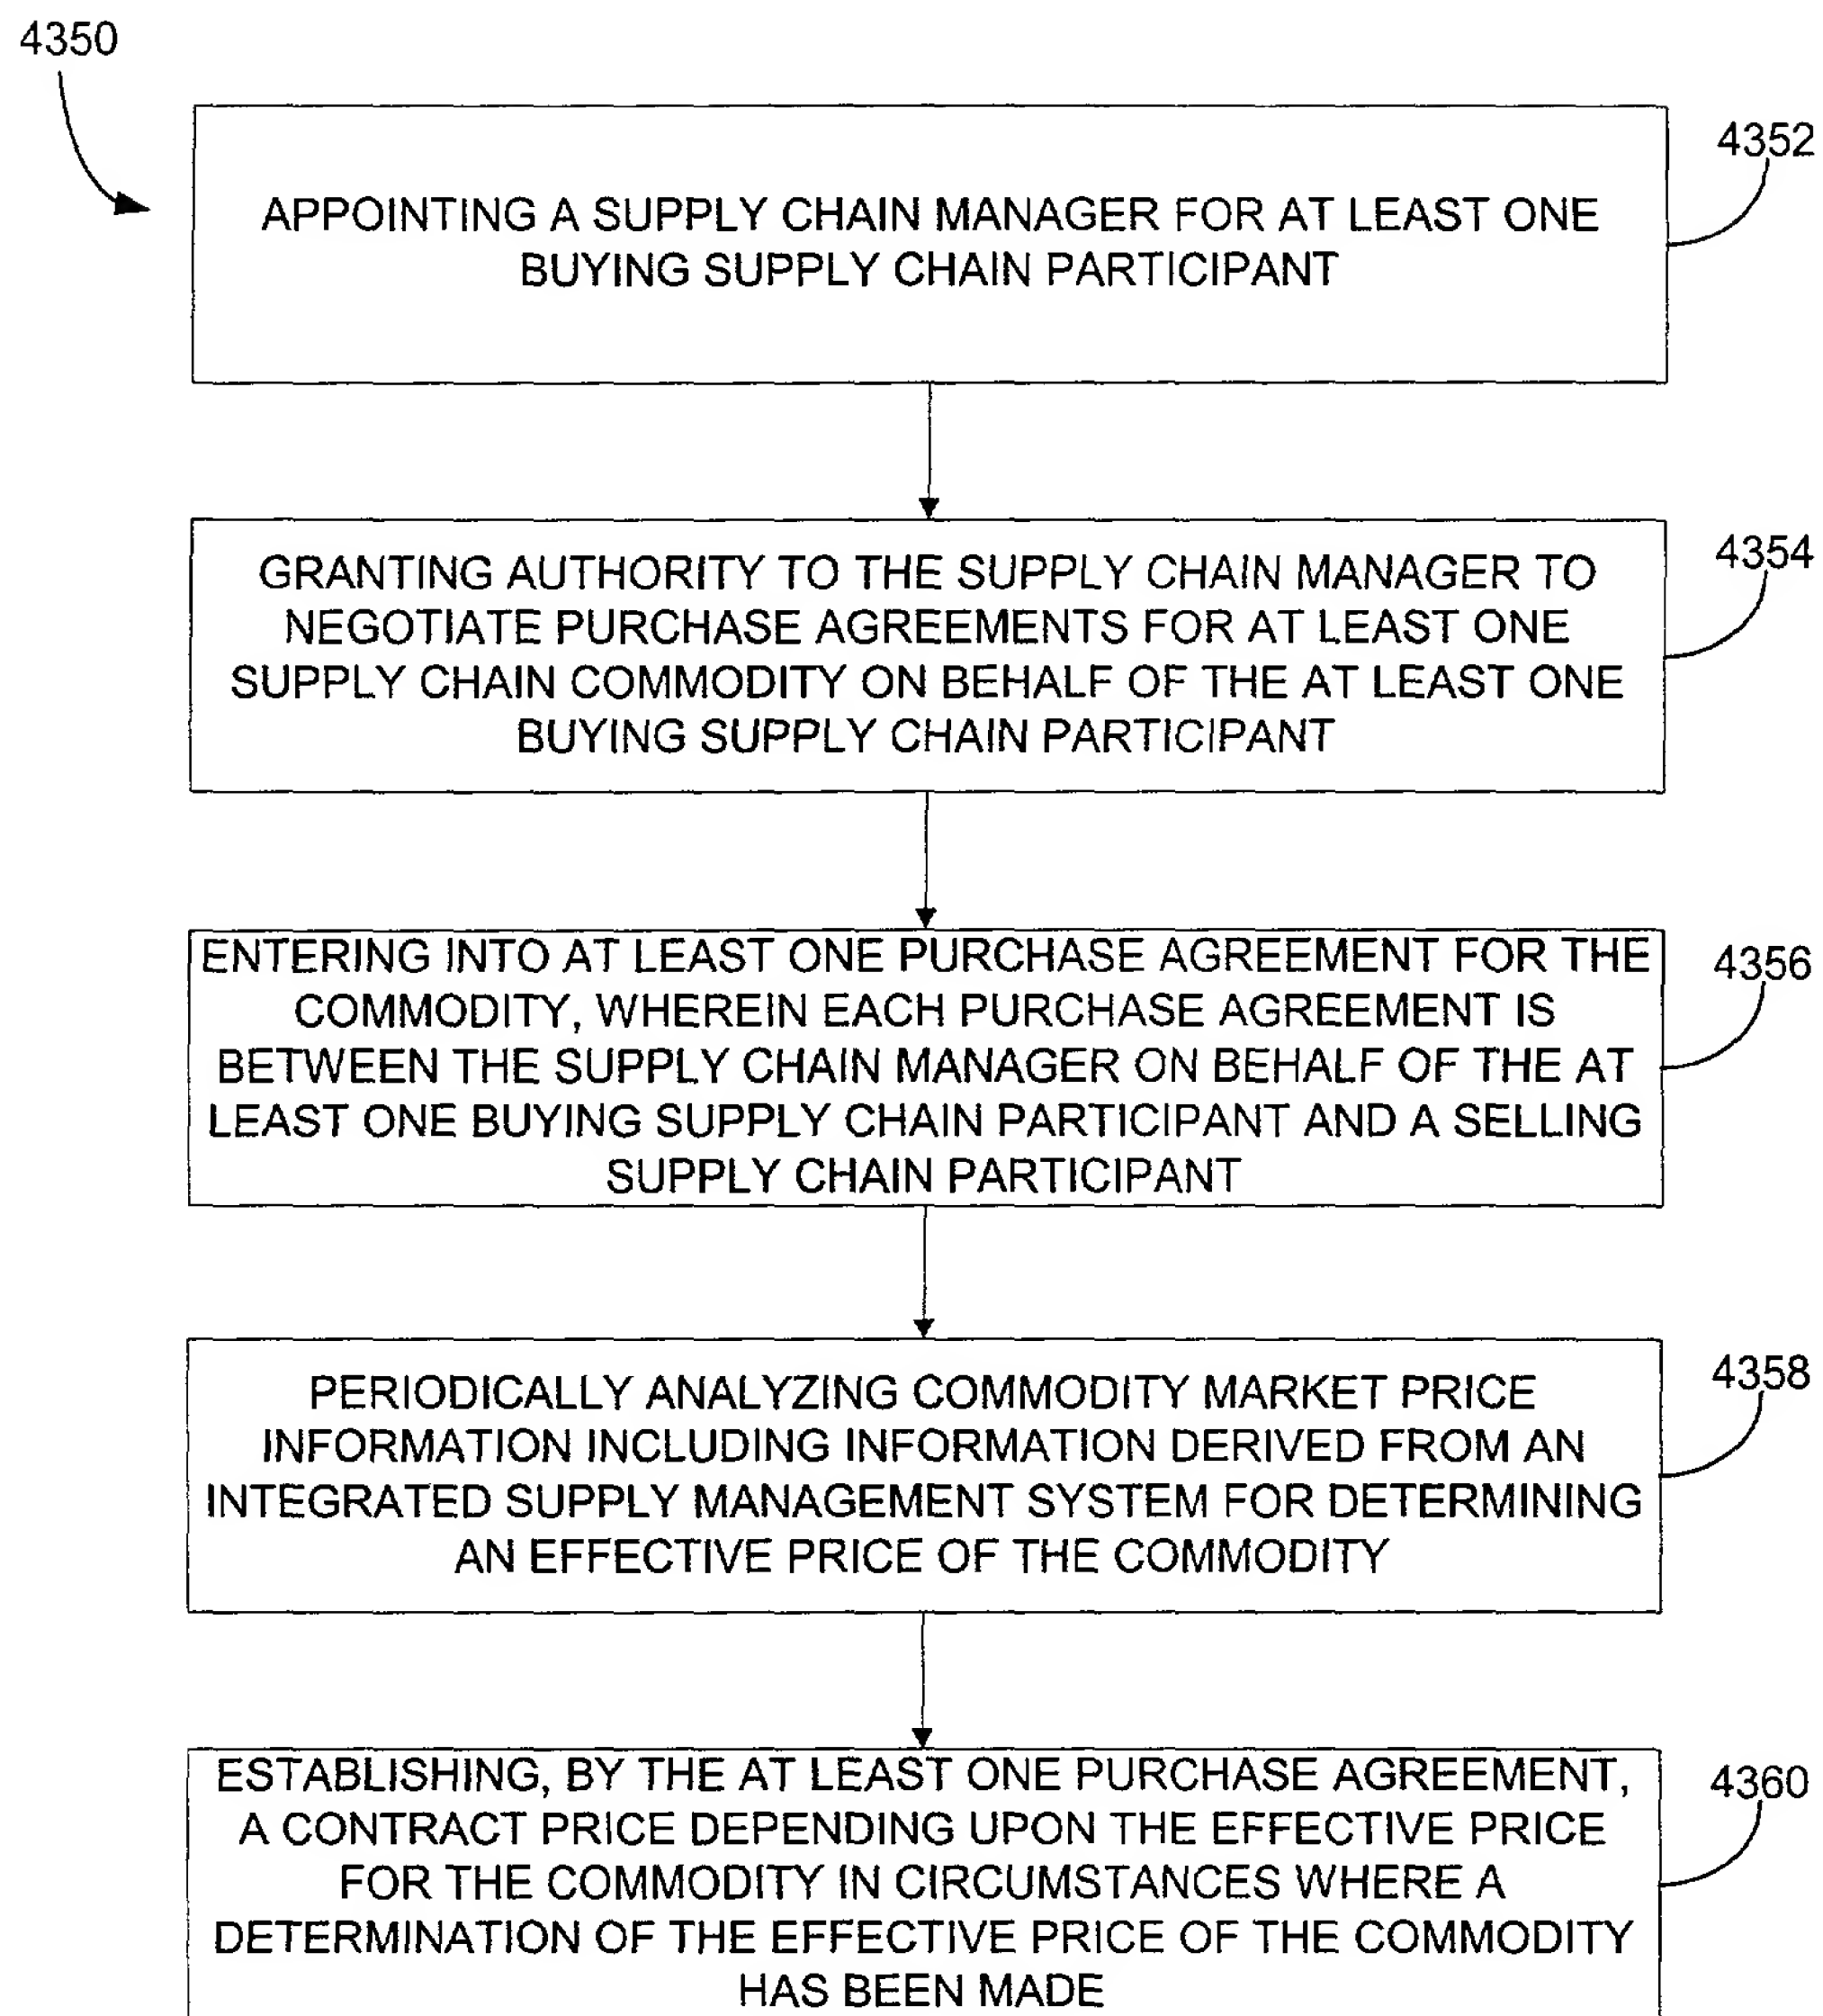 4350
4352
APPOINTING A SUPPLY CHAIN MANAGER FOR AT LEAST ONE
BUYING SUPPLY CHAIN PARTICIPANT
4354
GRANTING AUTHORITY TO THE SUPPLY CHAIN MANAGER TO
NEGOTIATE PURCHASE AGREEMENTS FOR AT LEAST ONE
SUPPLY CHAIN COMMODITY ON BEHALF OF THE AT LEAST ONE
BUYING SUPPLY CHAIN PARTICIPANT
4356
ENTERING INTO AT LEAST ONE PURCHASE AGREEMENT FOR THE
COMMODITY, WHEREIN EACH PURCHASE AGREEMENT IS
BETWEEN THE SUPPLY CHAIN MANAGER ON BEHALF OF THE AT
LEAST ONE BUYING SUPPLY CHAIN PARTICIPANT AND A SELLING
SUPPLY CHAIN PARTICIPANT
4358
PERIODICALLY ANALYZING COMMODITY MARKET PRICE
INFORMATION INCLUDING INFORMATION DERIVED FROM AN
INTEGRATED SUPPLY MANAGEMENT SYSTEM FOR DETERMINING
AN EFFECTIVE PRICE OF THE COMMODITY
4360
ESTABLISHING, BY THE AT LEAST ONE PURCHASE AGREEMENT,
A CONTRACT PRICE DEPENDING UPON THE EFFECTIVE PRICE
FOR THE COMMODITY IN CIRCUMSTANCES WHERE A
DETERMINATION OF THE EFFECTIVE PRICE OF THE COMMODITY
HAS BEEN MADE